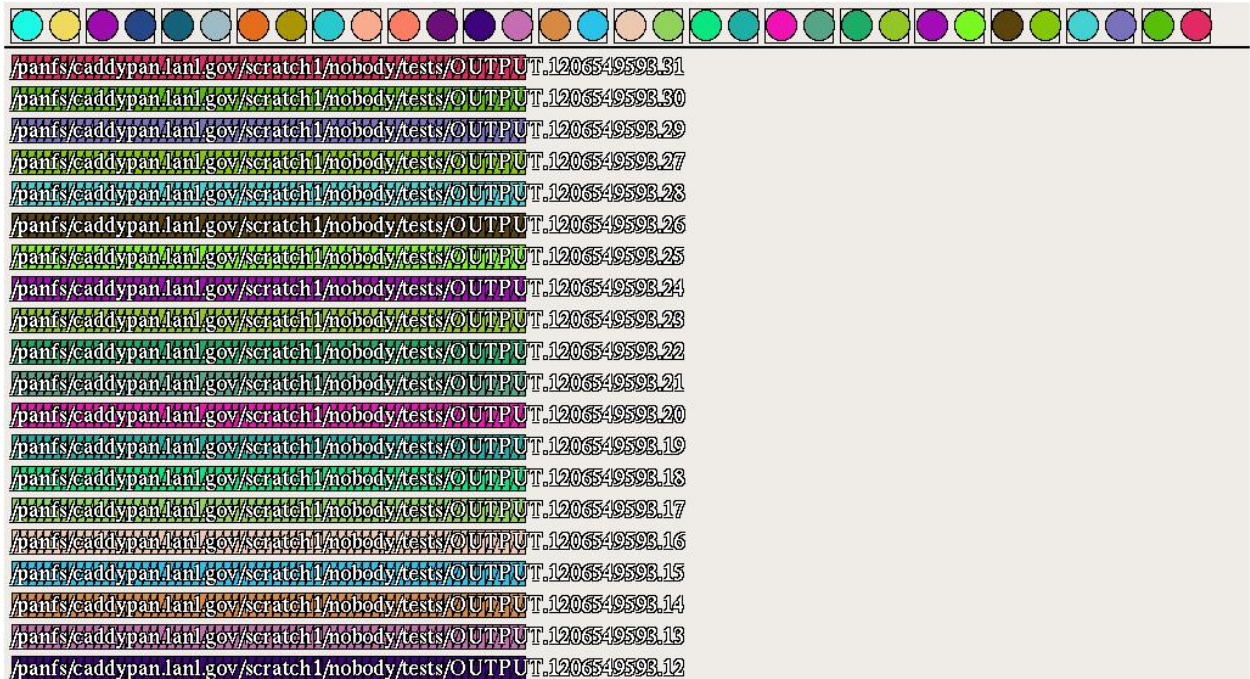 /panfs/caddypan.lanl.gov/scratch1/nobody/tests/OUTPUT.1206549593.31
/panfs/caddypan.lanl.gov/scratch1/nobody/tests/OUTPUT.1206549593.30
/panfs/caddypan.lanl.gov/scratch1/nobody/tests/OUTPUT.1206549593.29
/panfs/caddypan.lanl.gov/scratch1/nobody/tests/OUTPUT.1206549593.27
/panfs/caddypan.lanl.gov/scratch1/nobody/tests/OUTPUT.1206549593.28
/panfs/caddypan.lanl.gov/scratch1/nobody/tests/OUTPUT.1206549593.26
/panfs/caddypan.lanl.gov/scratch1/nobody/tests/OUTPUT.1206549593.25
/panfs/caddypan.lanl.gov/scratch1/nobody/tests/OUTPUT.1206549593.24
/panfs/caddypan.lanl.gov/scratch1/nobody/tests/OUTPUT.1206549593.23
/panfs/caddypan.lanl.gov/scratch1/nobody/tests/OUTPUT.1206549593.22
/panfs/caddypan.lanl.gov/scratch1/nobody/tests/OUTPUT.1206549593.21
/panfs/caddypan.lanl.gov/scratch1/nobody/tests/OUTPUT.1206549593.20
/panfs/caddypan.lanl.gov/scratch1/nobody/tests/OUTPUT.1206549593.19
/panfs/caddypan.lanl.gov/scratch1/nobody/tests/OUTPUT.1206549593.18
/panfs/caddypan.lanl.gov/scratch1/nobody/tests/OUTPUT.1206549593.17
/panfs/caddypan.lanl.gov/scratch1/nobody/tests/OUTPUT.1206549593.16
/panfs/caddypan.lanl.gov/scratch1/nobody/tests/OUTPUT.1206549593.15
/panfs/caddypan.lanl.gov/scratch1/nobody/tests/OUTPUT.1206549593.14
/panfs/caddypan.lanl.gov/scratch1/nobody/tests/OUTPUT.1206549593.13
/panfs/caddypan.lanl.gov/scratch1/nobody/tests/OUTPUT.1206549593.12